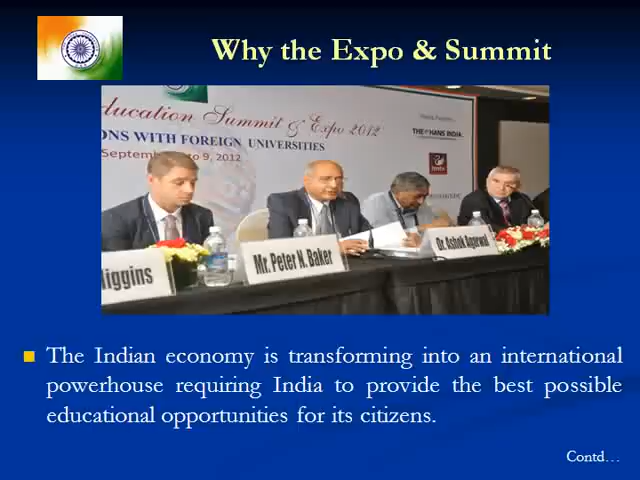 Why the Expo & Summit
ducation Summit & Expo 2012
ONS WITH FOREIGN UNIVERSITIES
September to 9, 2012
THE HANS INDIA
iggins
Mr. Peter N. Baker
Dr. Ashok Agarwal
The Indian economy is transforming into an international
powerhouse requiring India to provide the best possible
educational opportunities for its citizens.
Contd…